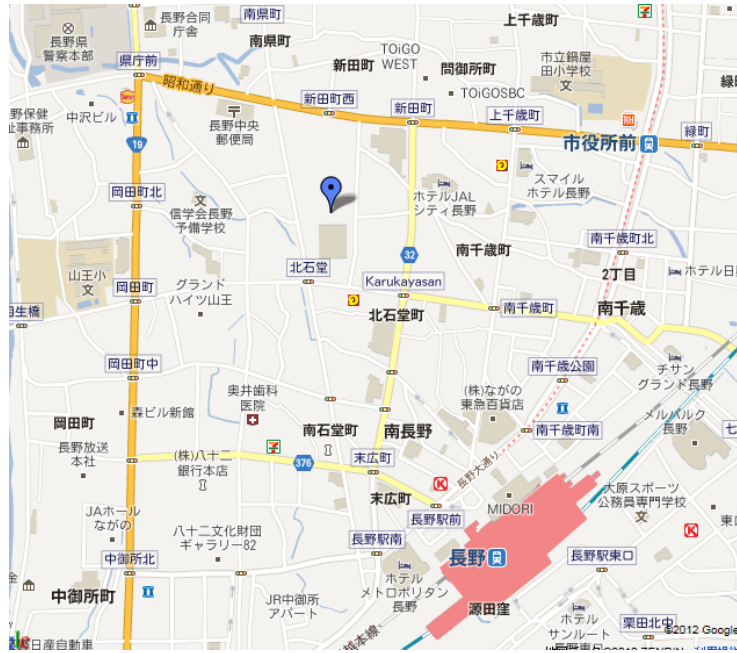 長野県
警察本部
長野合同
庁舎
南県町
上千歳町
TOiGO
WEST
県庁前
昭和通り
新田町
問御所町
市立鍋屋
田小学校
TOiGOSBC
緑町
中沢ビル
長野中央
郵便局
新田町西
新田町
上千歳町
市役所前
緑町
19
岡田町北
信学会長野
予備学校
ホテルJAL
シティ長野
スマイル
ホテル長野
32
南千歳町
南千歳町北
山王小
北石堂
2丁目
岡田町
グランド
ハイツ山王
Karukayasan
南千歳町
南千歳
北石堂町
岡田町中
南千歳公園
チサン
グランド長野
奥井歯科
医院
(株)ながの
東急百貨店
岡田町
森ビル新館
メルパルク
長野
南石堂町
南長野
南千歳町南
長野放送
本社
(株)八十二
銀行本店
376
末広町
長野大通り
末広町
大原スポーツ
公務員専門学校
MIDORI
JAホール
ながの
長野駅前
八十二文化財団
ギャラリー82
長野駅南
中御所北
長野
長野駅東口
ホテル
メトロポリタン
長野
中御所町
JR中御所
アパート
源田窪
ホテル
サンルート
栗田北中
©2012 Google
日産自動車